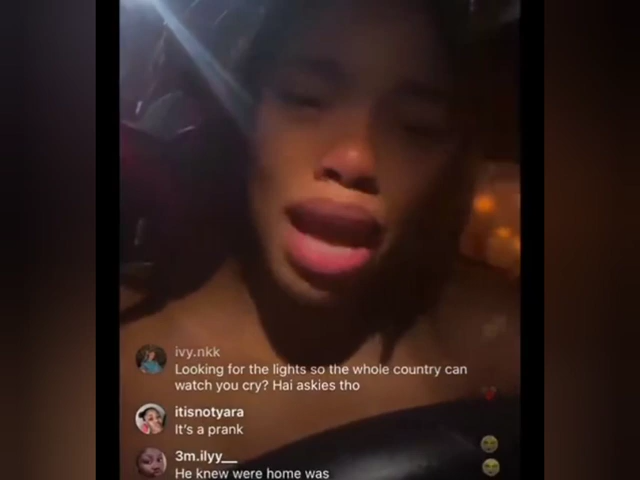 ivy.nkk
Looking for the lights so the whole country can
watch you cry? Hai askies tho
itisnotyara
It's a prank
3m.ilyy__
He knew were home was